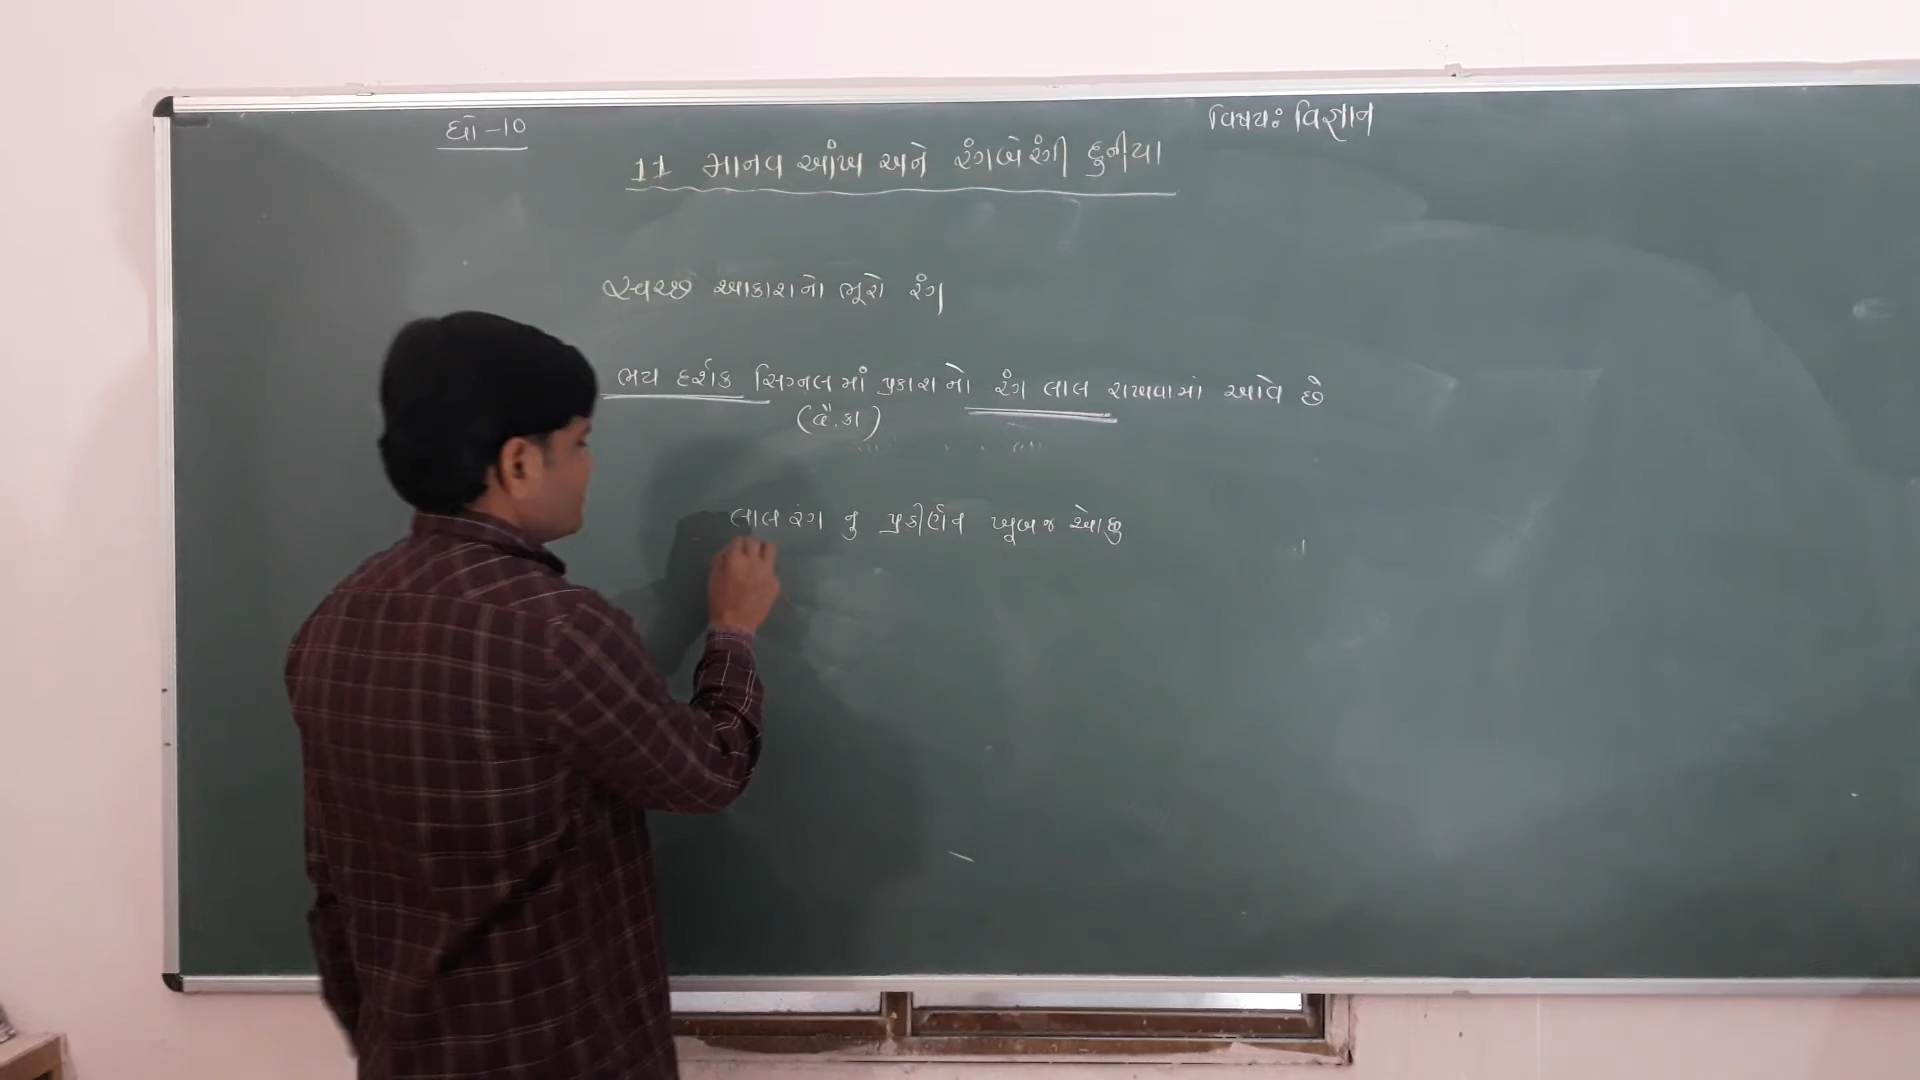 ધો-10
વિષય: વિજ્ઞાન
11 માનવ આંખ અને રંગબેરંગી દુનીયા
સ્વચ્છ આકાશનો ભૂરો રંગ
ભય દર્શક સિગ્નલમાં પ્રકાશનો રંગ લાલ રાખવામાં આવે છે
(વૈ.કા)
લાલ રંગ નુ પ્રકીર્ણન ખૂબજ ઓછુ